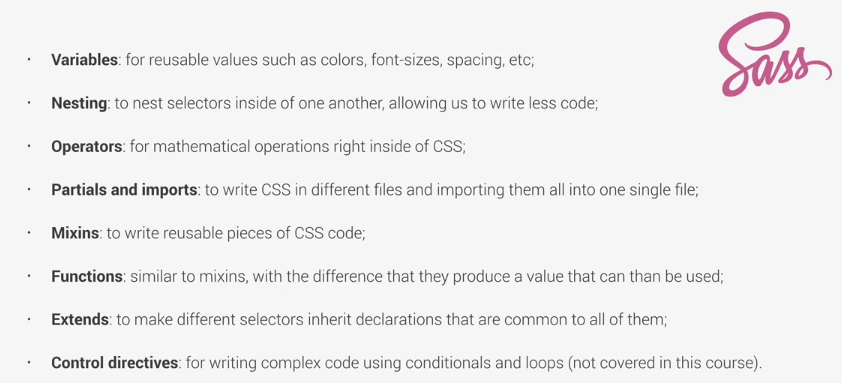 Sass
• Variables: for reusable values such as colors, font-sizes, spacing, etc;
• Nesting: to nest selectors inside of one another, allowing us to write less code;
• Operators: for mathematical operations right inside of CSS;
• Partials and imports: to write CSS in different files and importing them all into one single file;
• Mixins: to write reusable pieces of CSS code;
• Functions: similar to mixins, with the difference that they produce a value that can than be used;
• Extends: to make different selectors inherit declarations that are common to all of them;
• Control directives: for writing complex code using conditionals and loops (not covered in this course).